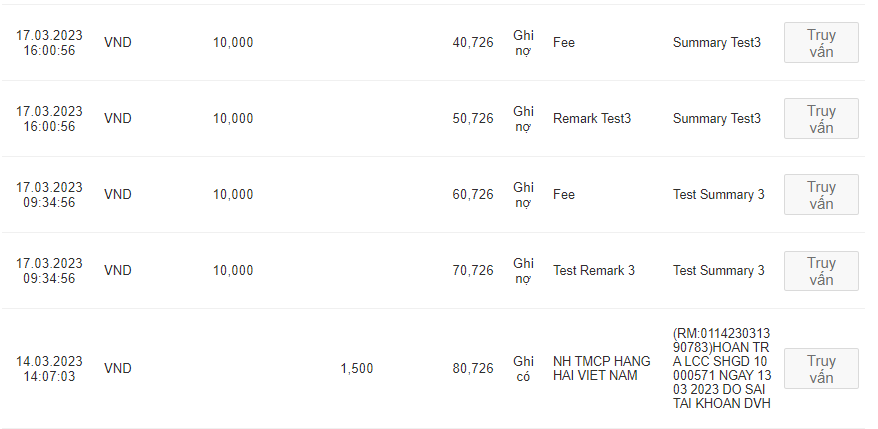 17.03.2023 16:00:56 VND 10,000 40,726 Ghi nợ Fee Summary Test3 Truy vấn
17.03.2023 16:00:56 VND 10,000 50,726 Ghi nợ Remark Test3 Summary Test3 Truy vấn
17.03.2023 09:34:56 VND 10,000 60,726 Ghi nợ Fee Test Summary 3 Truy vấn
17.03.2023 09:34:56 VND 10,000 70,726 Ghi nợ Test Remark 3 Test Summary 3 Truy vấn
14.03.2023 14:07:03 VND 1,500 80,726 Ghi có NH TMCP HANG HAI VIET NAM
(RM:0114230313
90783)HOAN TR
A LCC SHGD 10
000571 NGAY 13
03 2023 DO SAI
TAI KHOAN DVH
Truy vấn